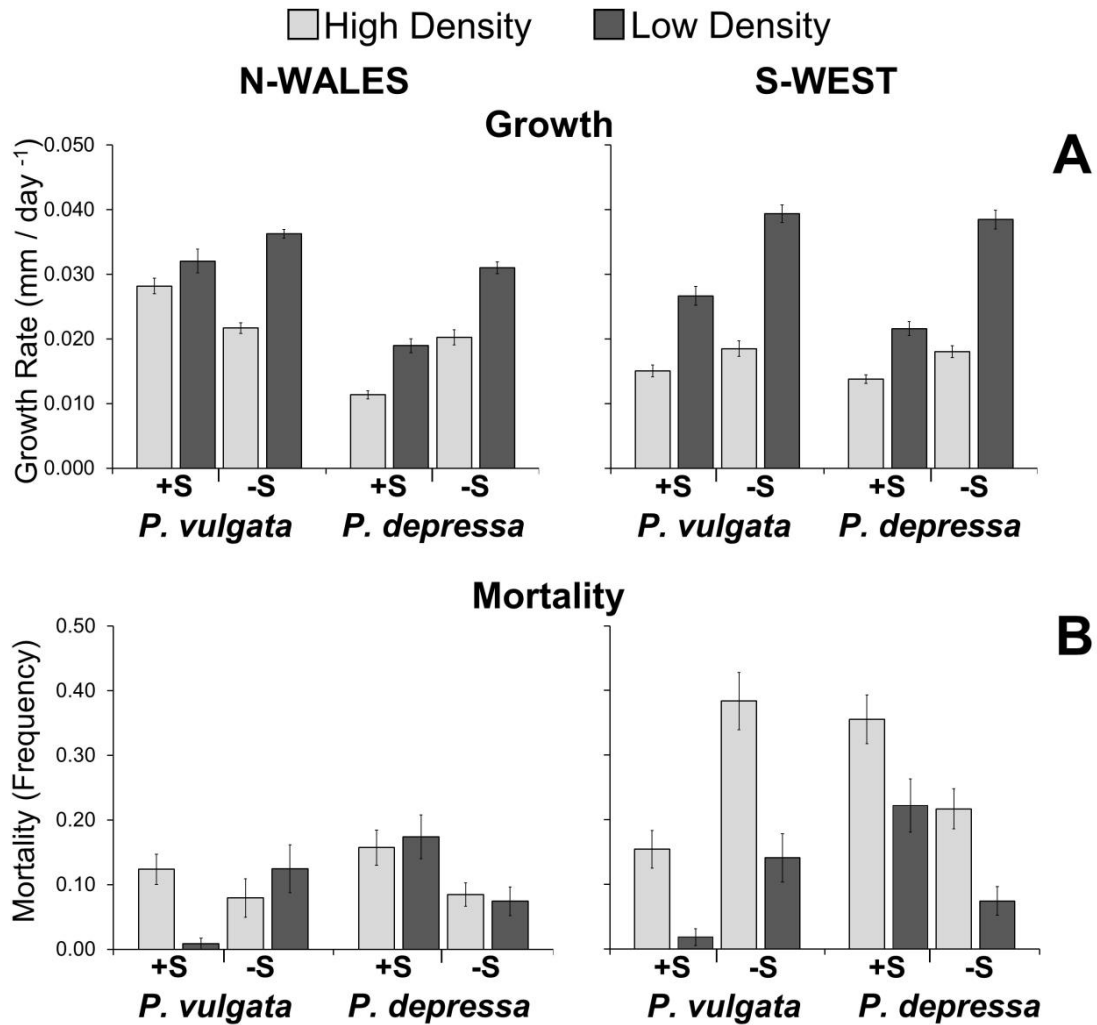 High Density Low Density
N-WALES S-WEST
Growth
A
Growth Rate (mm / day -1)
0.050
0.040
0.030
0.020
0.010
0.000
+S -S +S -S
P. vulgata P. depressa
+S -S +S -S
P. vulgata P. depressa
Mortality
B
Mortality (Frequency)
0.50
0.40
0.30
0.20
0.10
0.00
+S -S +S -S
P. vulgata P. depressa
+S -S +S -S
P. vulgata P. depressa